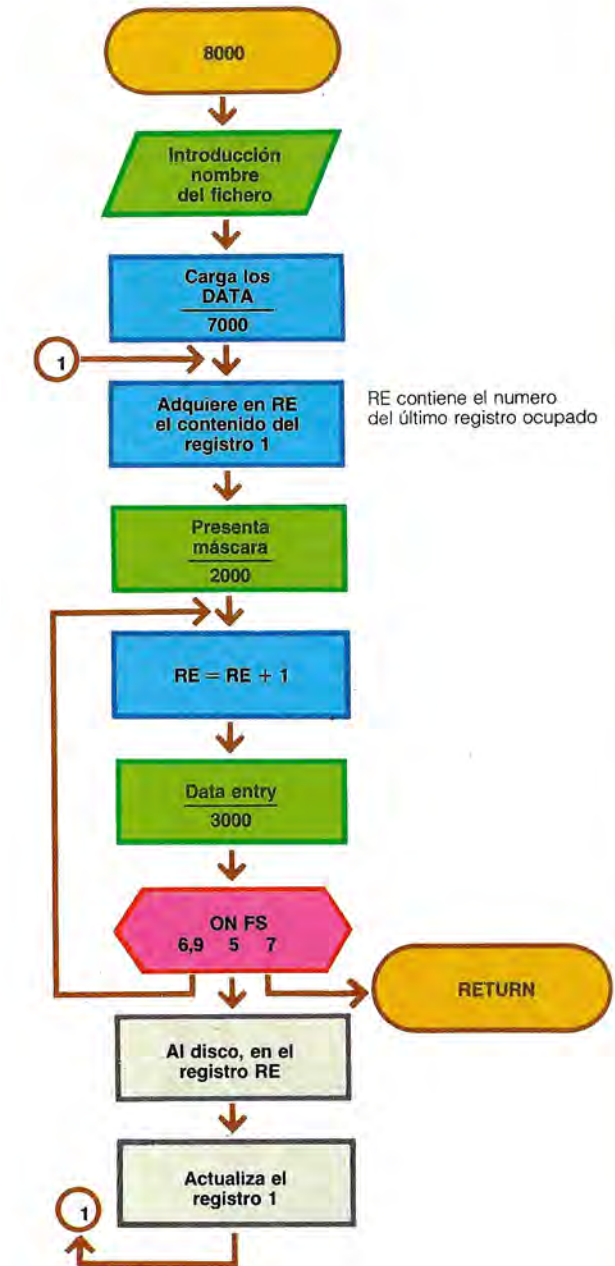 8000
Introducción
nombre
del fichero
Carga los
DATA
7000
1
Adquiere en RE
el contenido del
registro 1
RE contiene el numero
del último registro ocupado
Presenta
máscara
2000
RE = RE + 1
Data entry
3000
ON FS
6,9 5 7
RETURN
Al disco, en el
registro RE
Actualiza el
registro 1
1